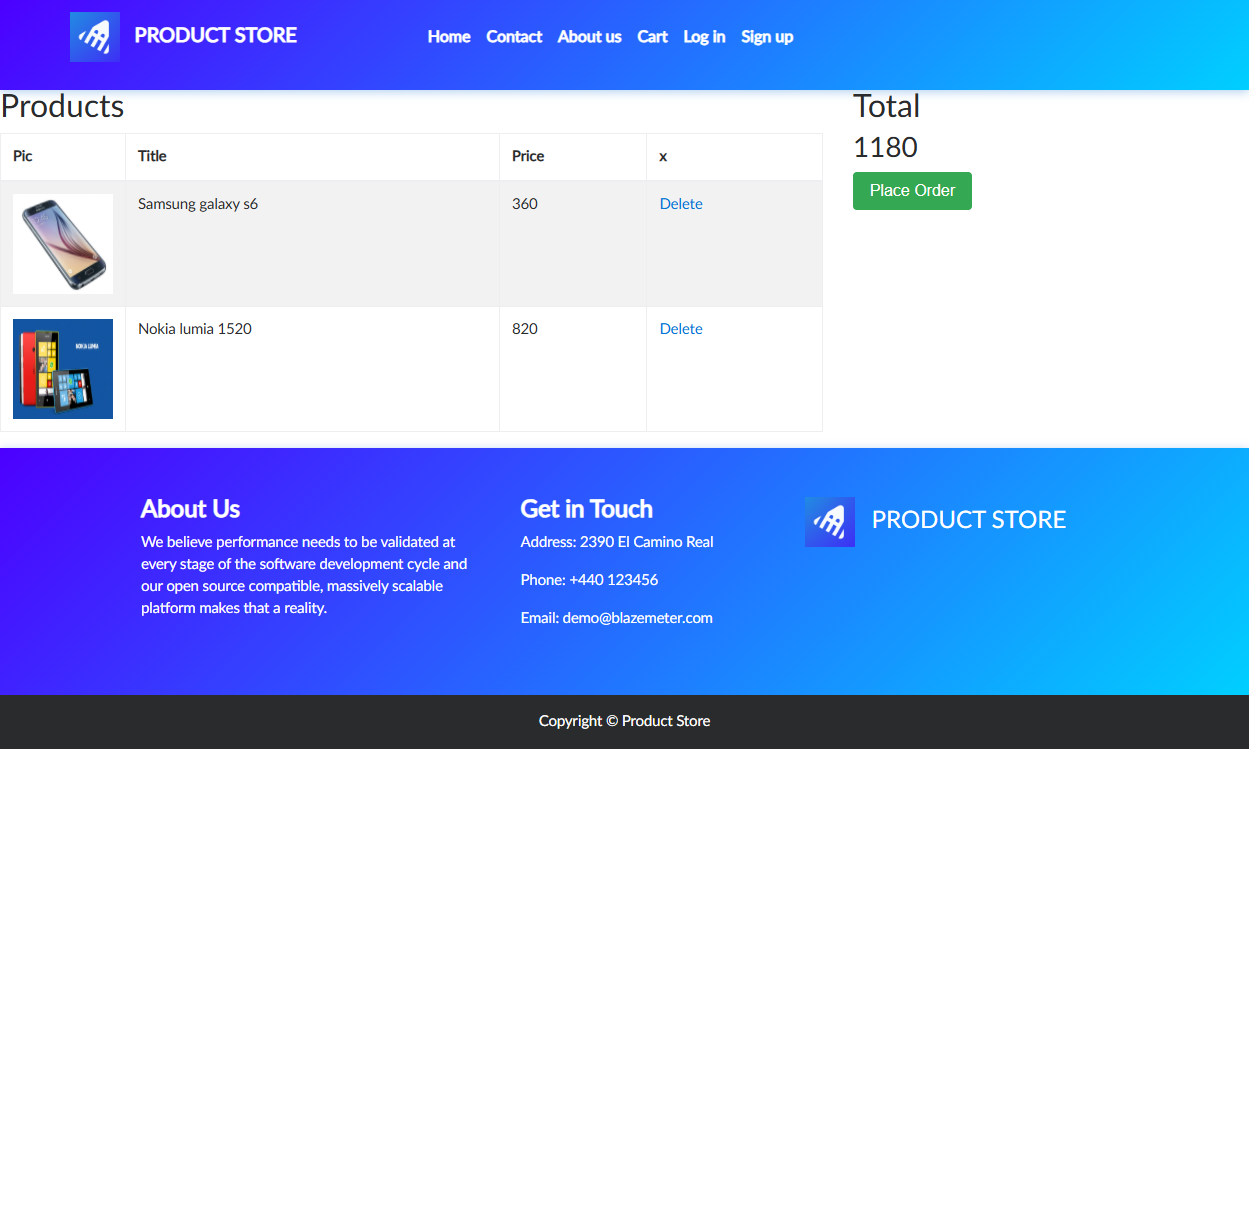 PRODUCT STORE
Home Contact About us Cart Log in Sign up
Products
Total
1180
Place Order
Pic Title Price x
Samsung galaxy s6 360 Delete
NOKIA LUMIA
Nokia lumia 1520 820 Delete
About Us
We believe performance needs to be validated at
every stage of the software development cycle and
our open source compatible, massively scalable
platform makes that a reality.
Get in Touch
Address: 2390 El Camino Real
Phone: +440 123456
Email: demo@blazemeter.com
PRODUCT STORE
Copyright © Product Store